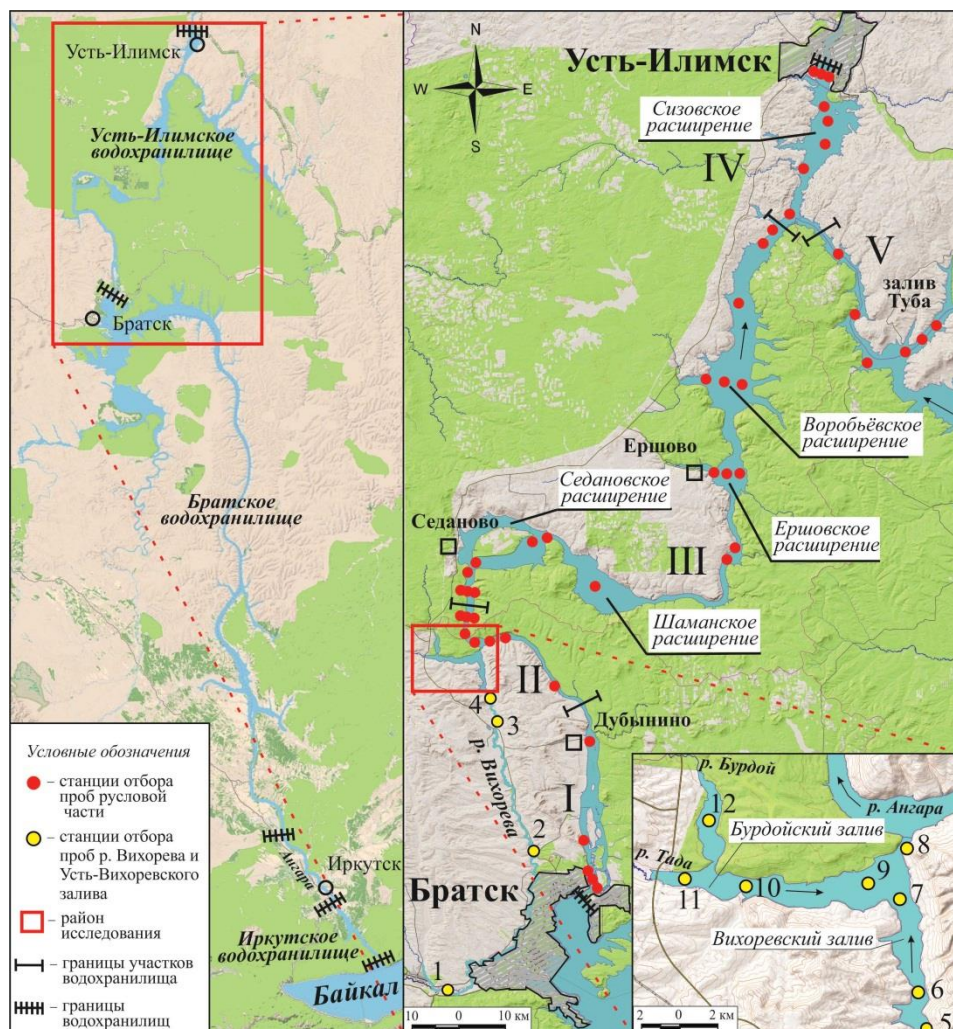 Усть-Илимск
Усть-Илимское
водохранилище
Братск
Братское
водохранилище
Ангара
Иркутск
Иркутское
водохранилище
Байкал
Условные обозначения
– станции отбора
проб русловой
части
– станции отбора
проб р. Вихорева и
Усть-Вихоревского
залива
– район
исследования
– границы участков
водохранилища
– границы
водохранилищ
N
W
E
S
Усть-Илимск
Сизовское
расширение
IV
V
залив
Туба
Воробьёвское
расширение
Ершово
Седановское
расширение
Седаново
Ершовское
расширение
III
Шаманское
расширение
II
4
3
Дубынино
р. Вихорева
I
2
Братск
1
10 0 10 км
р. Бурдой
р. Ангара
12
Бурдойский залив
8
р. Тада
9
11
10
7
Вихоревский залив
6
5
2 0 2 км